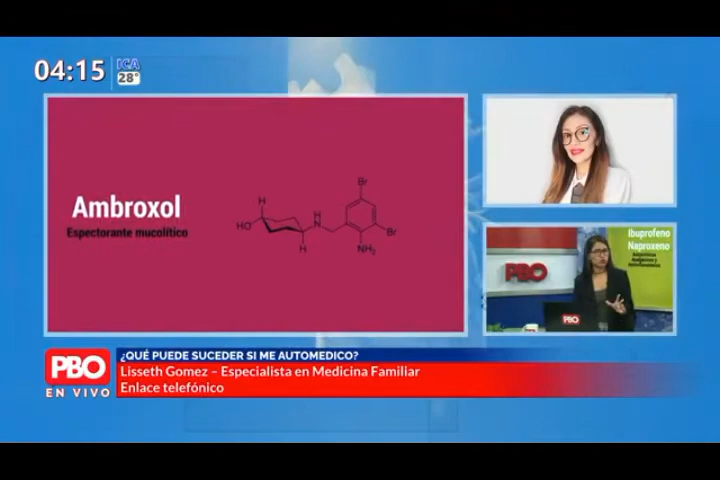 04:15
ICA
28°
Ambroxol
Espectorante mucolítico
H
HO
H
N
H
Br
Br
NH₂
Ibuprofeno
Naproxeno
PBO
PBO
PBO
EN VIVO
¿QUÉ PUEDE SUCEDER SI ME AUTOMEDICO?
Lisseth Gomez – Especialista en Medicina Familiar
Enlace telefónico